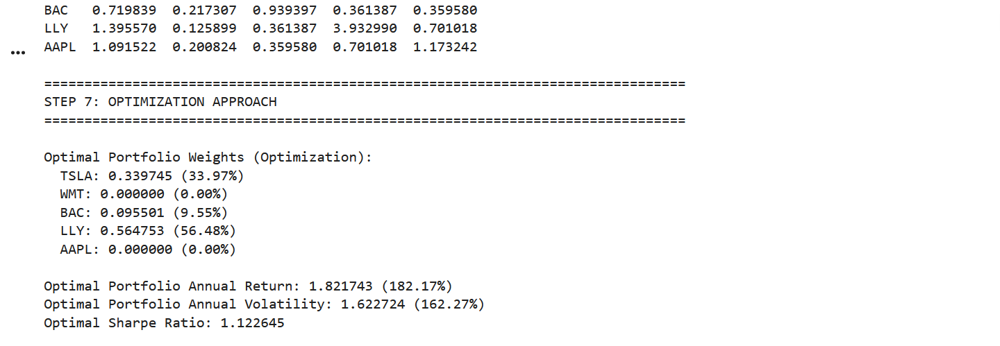 BAC   0.719839  0.217307  0.939397  0.361387  0.359580
LLY   1.395570  0.125899  0.361387  3.932990  0.701018
AAPL  1.091522  0.200824  0.359580  0.701018  1.173242
================================================================================
STEP 7: OPTIMIZATION APPROACH
================================================================================
Optimal Portfolio Weights (Optimization):
TSLA: 0.339745 (33.97%)
WMT: 0.000000 (0.00%)
BAC: 0.095501 (9.55%)
LLY: 0.564753 (56.48%)
AAPL: 0.000000 (0.00%)
Optimal Portfolio Annual Return: 1.821743 (182.17%)
Optimal Portfolio Annual Volatility: 1.622724 (162.27%)
Optimal Sharpe Ratio: 1.122645